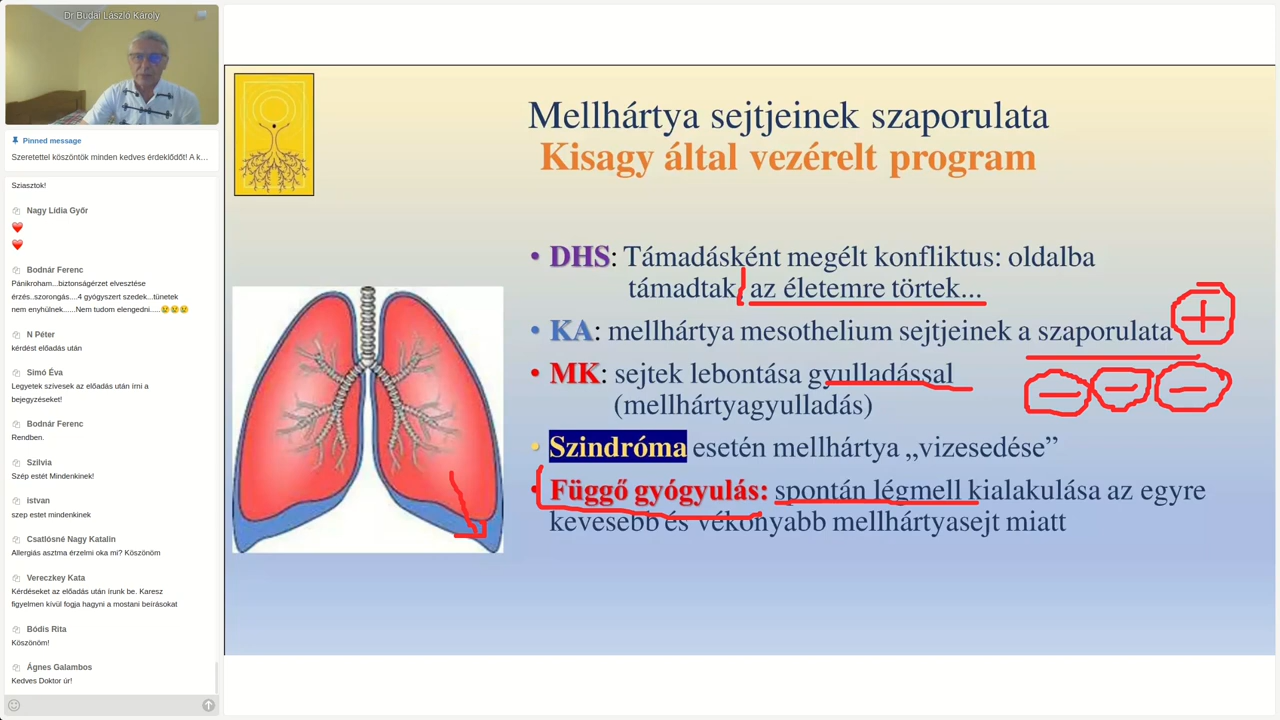 Dr Budai László Károly
Pinned message
Szeretettel köszöntök minden kedves érdeklődőt! A k…
Sziasztok!
Nagy Lídia Győr
❤️
❤️
Bodnár Ferenc
Pánikroham...biztonságérzet elvesztése
érzés..szorongás....4 gyógyszert szedek...tünetek
nem enyhülnek......Nem tudom elengedni.....😢😢😢
N Péter
kérdést előadás után
Simó Éva
Legyetek szívesek az előadás után írni a
bejegyzéseket!
Bodnár Ferenc
Rendben.
Szilvia
Szép estét Mindenkinek!
istvan
szep estet mindenkinek
Csatlósné Nagy Katalin
Allergiás asztma érzelmi oka mi? Köszönöm
Vereczkey Kata
Kérdéseket az előadás után írunk be. Karesz
figyelmen kívül fogja hagyni a mostani beírásokat
Bódis Rita
Köszönöm!
Ágnes Galambos
Kedves Doktor úr!
Mellhártya sejtjeinek szaporulata
Kisagy által vezérelt program
• DHS: Támadásként megélt konfliktus: oldalba
támadtak, az életemre törtek...
• KA: mellhártya mesothelium sejtjeinek a szaporulata
• MK: sejtek lebontása gyulladással
(mellhártyagyulladás)
• Szindróma esetén mellhártya „vizesedése”
• Függő gyógyulás: spontán légmell kialakulása az egyre
kevesebb és vékonyabb mellhártyasejt miatt